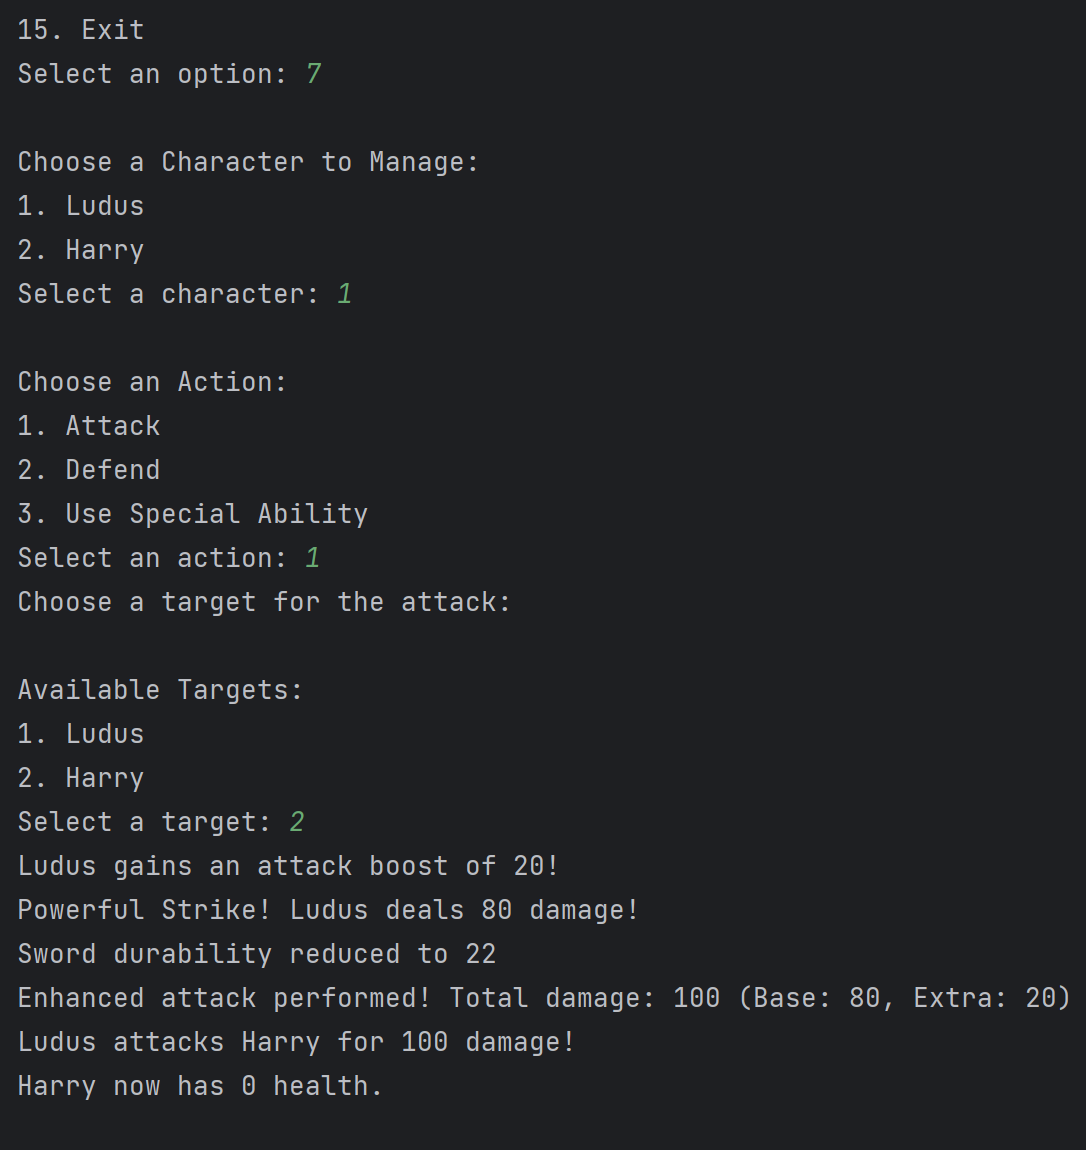 15. Exit
Select an option: 7
Choose a Character to Manage:
1. Ludus
2. Harry
Select a character: 1
Choose an Action:
1. Attack
2. Defend
3. Use Special Ability
Select an action: 1
Choose a target for the attack:
Available Targets:
1. Ludus
2. Harry
Select a target: 2
Ludus gains an attack boost of 20!
Powerful Strike! Ludus deals 80 damage!
Sword durability reduced to 22
Enhanced attack performed! Total damage: 100 (Base: 80, Extra: 20)
Ludus attacks Harry for 100 damage!
Harry now has 0 health.